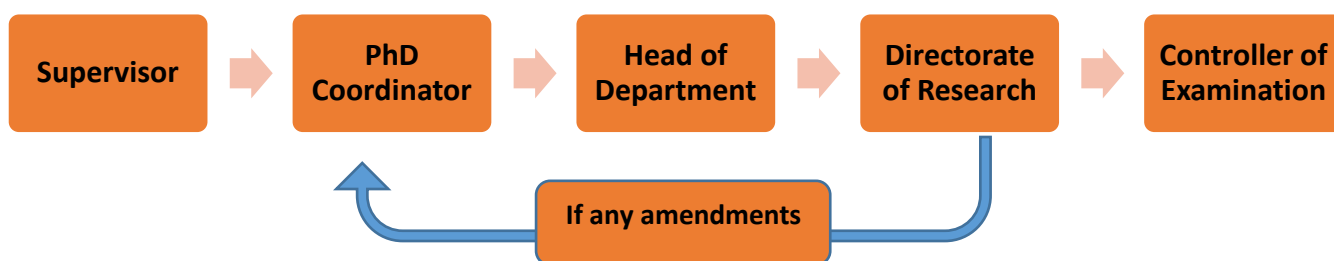 Supervisor
PhD
Coordinator
Head of
Department
Directorate
of Research
Controller of
Examination
If any amendments